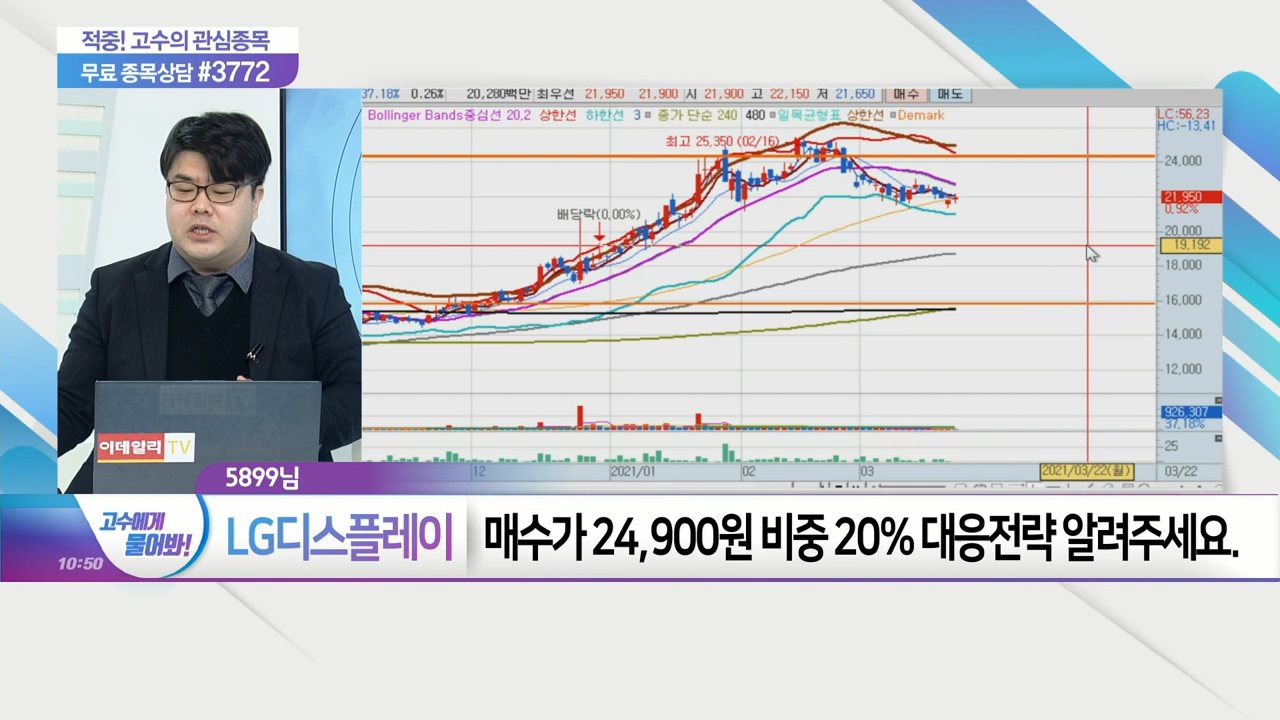 적중! 고수의 관심종목
무료 종목상담 #3772
37.18% 0.26% 20,280백만 최우선 21,950 21,900 시 21,900 고 22,150 저 21,650 매수 매도
Bollinger Bands중심선 20,2 상한선 하한선 3 종가 단순 240 480 일목균형표 상한선 Demark
LC:56,23
HC:-13,41
최고 25,350 (02/16)
24,000
21,950
0.92%
배당락(0,00%)
20,000
19,192
18,000
16,000
14,000
12,000
926,307
37,18%
25
12 2021/01 02 03 2021/03/22(월) 03/22
이데일리 TV
5899님
고수에게
물어봐!
10:50
LG디스플레이
매수가 24,900원 비중 20% 대응전략 알려주세요.